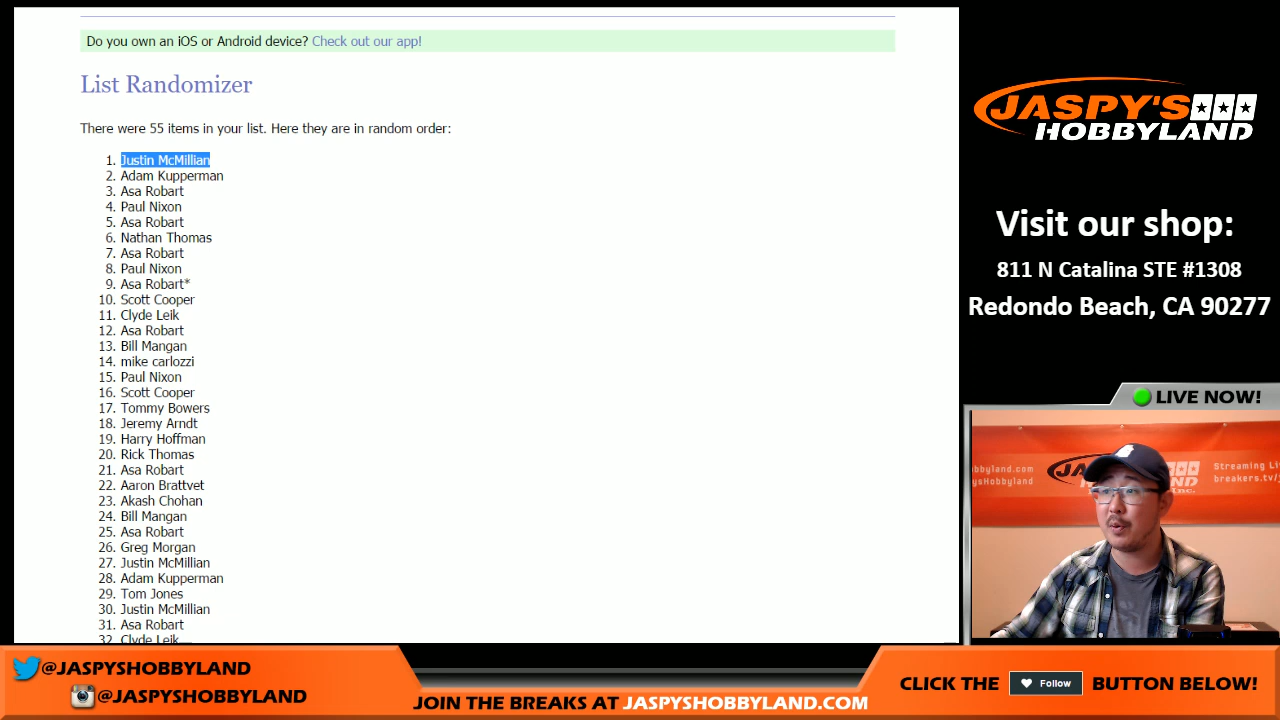 Do you own an iOS or Android device? Check out our app!
List Randomizer
There were 55 items in your list. Here they are in random order:
1. Justin McMillian
2. Adam Kupperman
3. Asa Robart
4. Paul Nixon
5. Asa Robart
6. Nathan Thomas
7. Asa Robart
8. Paul Nixon
9. Asa Robart*
10. Scott Cooper
11. Clyde Leik
12. Asa Robart
13. Bill Mangan
14. mike carlozzi
15. Paul Nixon
16. Scott Cooper
17. Tommy Bowers
18. Jeremy Arndt
19. Harry Hoffman
20. Rick Thomas
21. Asa Robart
22. Aaron Brattvet
23. Akash Chohan
24. Bill Mangan
25. Asa Robart
26. Greg Morgan
27. Justin McMillian
28. Adam Kupperman
29. Tom Jones
30. Justin McMillian
31. Asa Robart
32. Clyde Leik
JASPY'S
HOBBYLAND
Visit our shop:
811 N Catalina STE #1308
Redondo Beach, CA 90277
LIVE NOW!
Streaming Li
breakers.tv/j
@JASPYSHOBBYLAND
@JASPYSHOBBYLAND
JOIN THE BREAKS AT JASPYSHOBBYLAND.COM
CLICK THE Follow BUTTON BELOW!